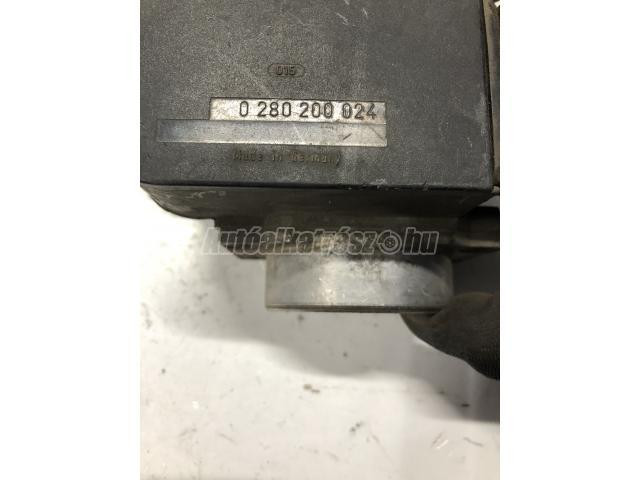 015
0 280 200 024
Made in Germany
Autóalkatrész.hu